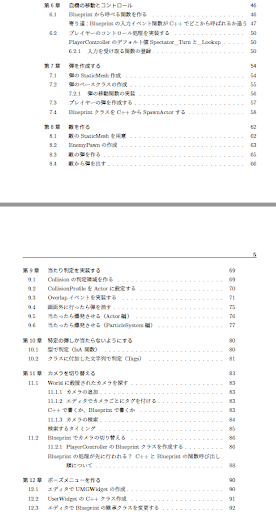 第 6 章 自機の移動とコントロール 46
6.1 Blueprint から呼べる関数を作る 46
寄り道:Blueprint の入力イベント関数が C++ でどこから呼ばれるか追う 47
6.2 プレイヤーのコントロール処理を実装する 50
PlayerController のデフォルト値 Spectator_Turn と_Lookup 50
6.2.1 入力を受け取る関数の登録 50
第 7 章 弾を作成する 54
7.1 弾の StaticMesh 作成 54
7.2 弾のベースクラスの作成 55
7.2.1 弾の移動関数の実装 56
7.3 プレイヤーの弾を作成する 57
7.4 Blueprint クラスを C++ から SpawnActor する 58
第 8 章 敵を作る 62
8.1 敵の StaticMesh を用意 62
8.2 EnemyPawn の作成 63
8.3 敵の弾を作る 65
8.4 敵から弾を出す 66
5
第 9 章 当たり判定を実装する 69
9.1 Collision の判定領域を作る 69
9.2 CollisionProfile を Actor に設定する 70
9.3 Overlap イベントを実装する 71
9.4 画面外に行ったら弾を消す 75
9.5 当たったら爆発させる(Actor 編) 76
9.6 当たったら爆発させる(ParticleSystem 編) 77
第 10 章 特定の弾しか当たらないようにする 80
10.1 型で判定(IsA 関数) 80
10.2 クラスに付加した文字列で判定(Tags) 81
第 11 章 カメラを切り替える 83
11.1 World に配置されたカメラを探す 83
11.1.1 カメラの追加 83
11.1.2 エディタでカメラごとにタグを付ける 83
C++ で書くか、Blueprint で書くか 83
11.1.3 カメラの検索 84
検索するタイミング 85
11.2 Blueprint でカメラの切り替える 86
11.2.1 PlayerController の Blueprint クラスを作成する 86
Blueprint の処理が先に行われる? C++ と Blueprint の関数呼び出し
順について 88
第 12 章 ポーズメニューを作る 90
12.1 エディタで UMGWidget の作成 90
12.2 UserWidget の C++ クラス作成 91
12.3 エディタで Blueprint の継承クラスを変更する 92